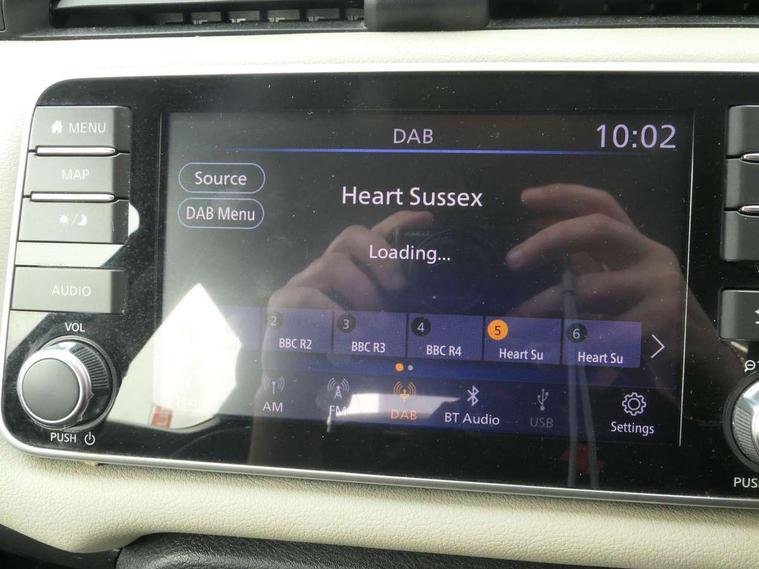 MENU
MAP
AUDIO
VOL
PUSH
DAB
10:02
Source
DAB Menu
Heart Sussex
Loading...
2
BBC R2
3
BBC R3
4
BBC R4
5
Heart Su
6
Heart Su
AM
FM
DAB
BT Audio
USB
Settings